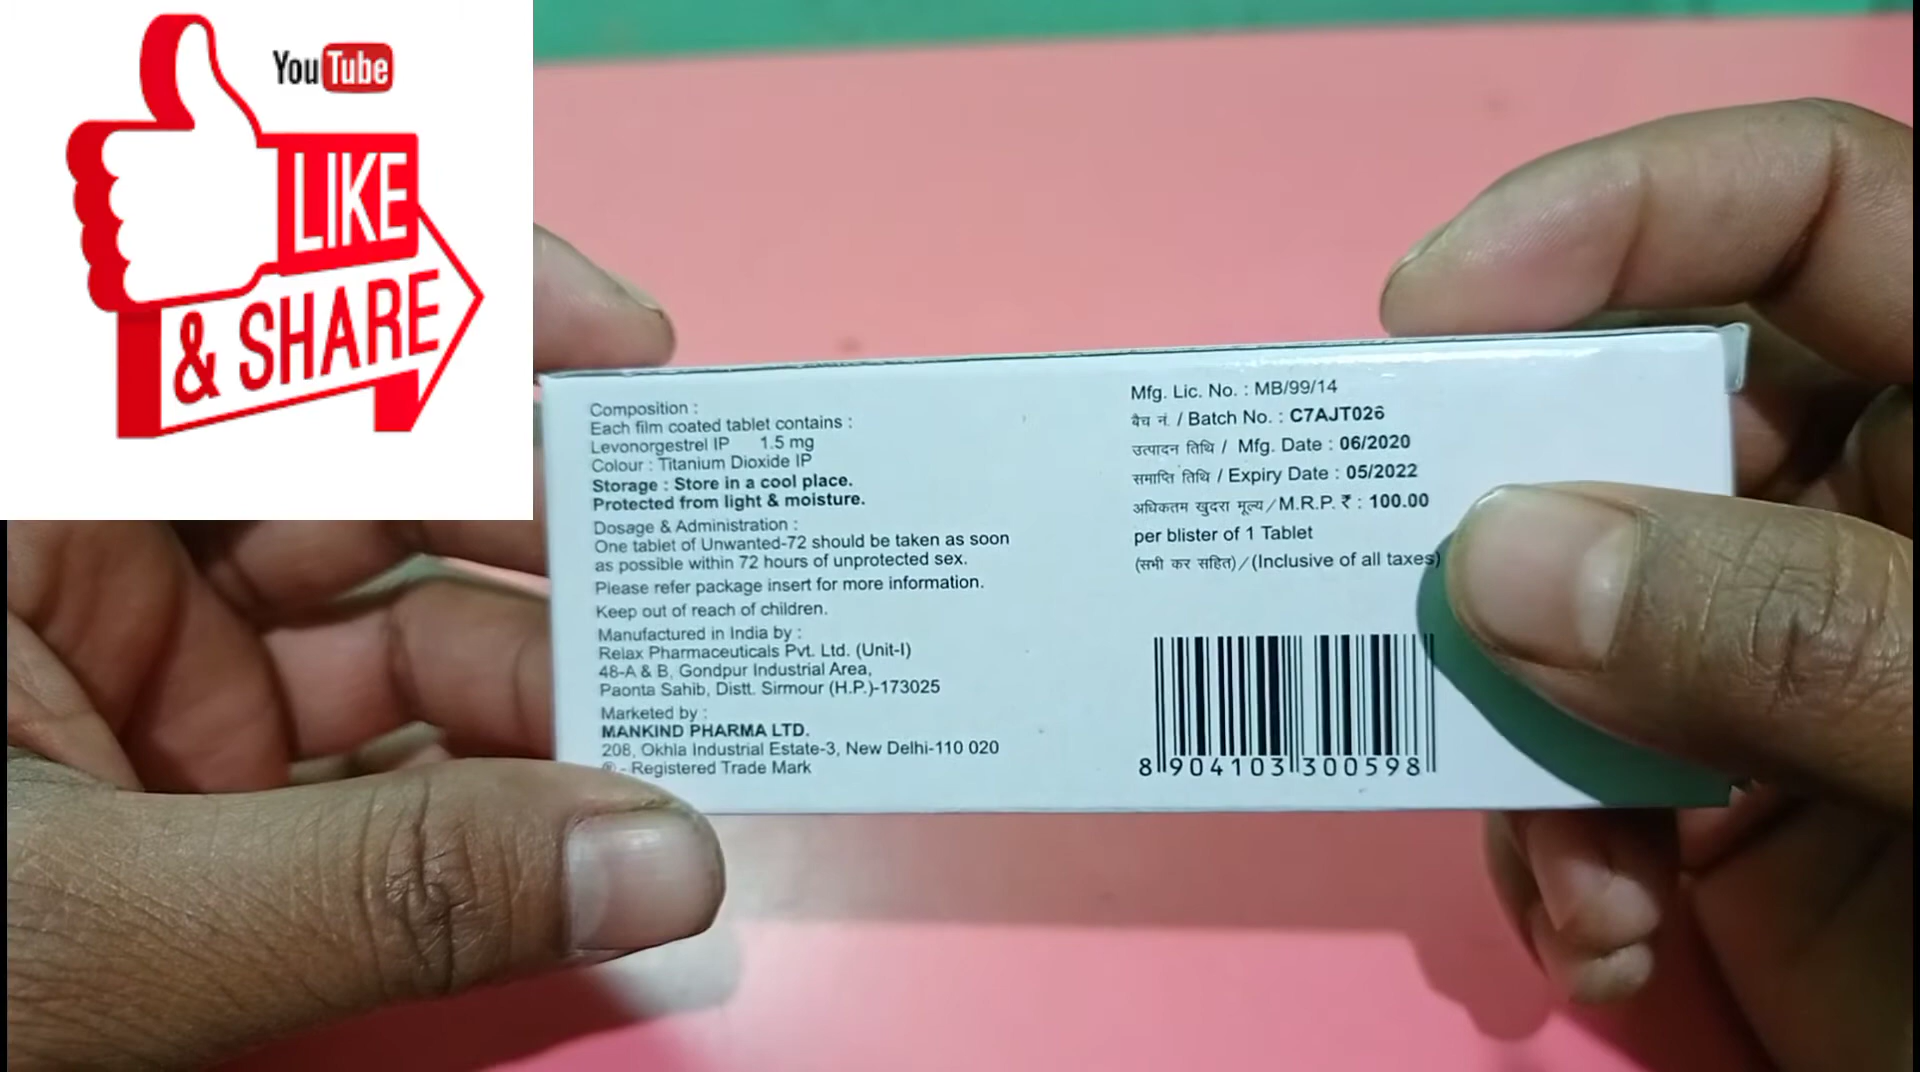 YouTube
LIKE
& SHARE
Composition :
Each film coated tablet contains :
Levonorgestrel IP 1.5 mg
Colour : Titanium Dioxide IP
Storage : Store in a cool place.
Protected from light & moisture.
Dosage & Administration :
One tablet of Unwanted-72 should be taken as soon
as possible within 72 hours of unprotected sex.
Please refer package insert for more information.
Keep out of reach of children.
Manufactured in India by :
Relax Pharmaceuticals Pvt. Ltd. (Unit-I)
48-A & B, Gondpur Industrial Area,
Paonta Sahib, Distt. Sirmour (H.P.)-173025
Marketed by :
MANKIND PHARMA LTD.
208, Okhla Industrial Estate-3, New Delhi-110 020
® - Registered Trade Mark
Mfg. Lic. No. : MB/99/14
बैच नं. / Batch No. : C7AJT026
उत्पादन तिथि / Mfg. Date : 06/2020
समाप्ति तिथि / Expiry Date : 05/2022
अधिकतम खुदरा मूल्य / M.R.P. ₹ : 100.00
per blister of 1 Tablet
(सभी कर सहित) / (Inclusive of all taxes)
8 904103 300598